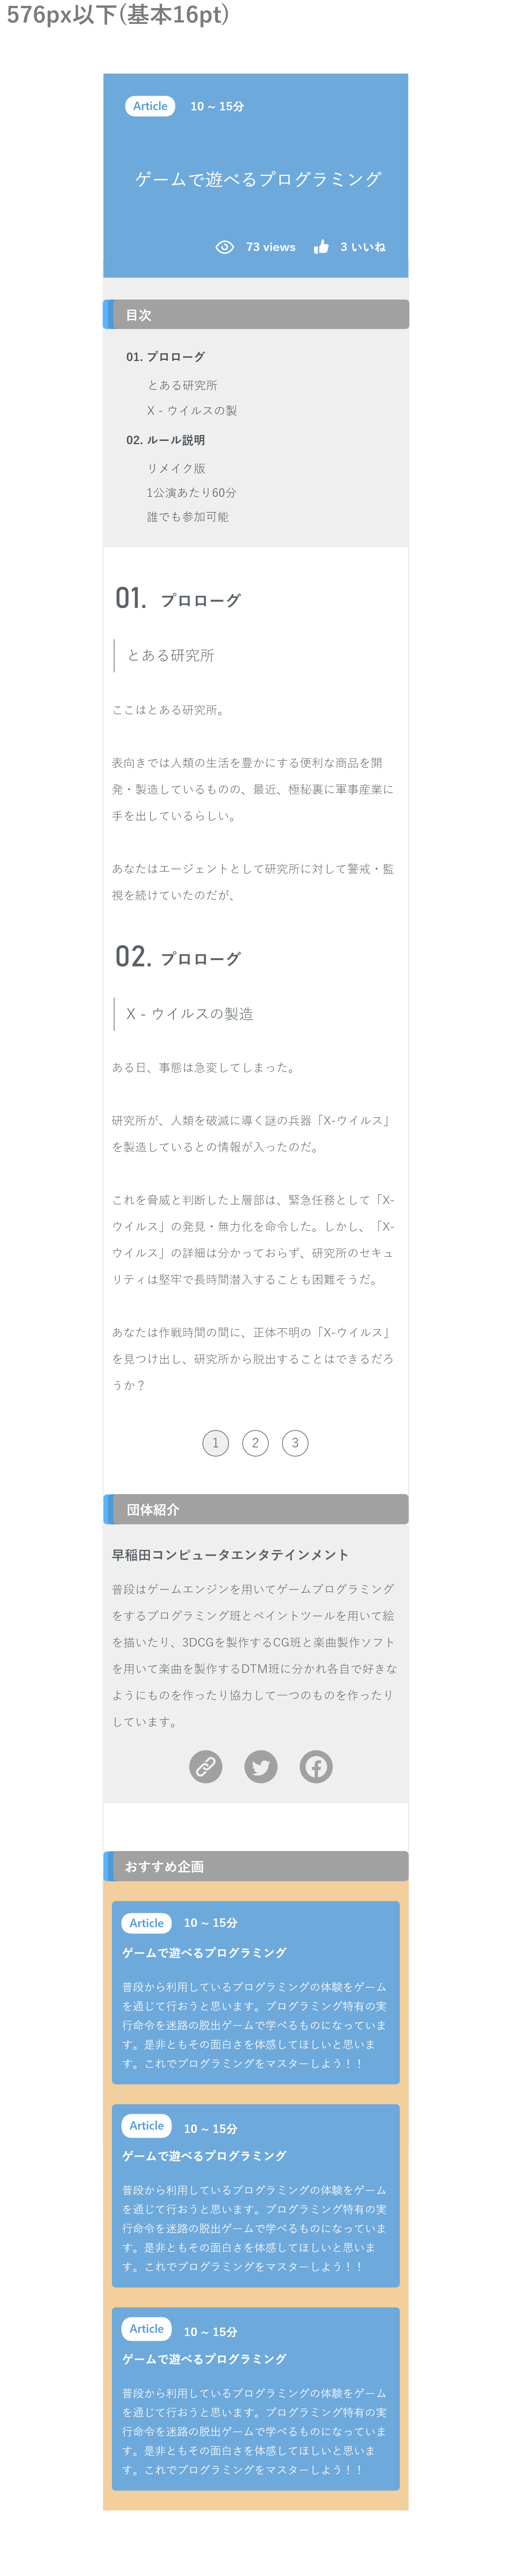 576px以下(基本16pt)
Article 10 ~ 15分
ゲームで遊べるプログラミング
73 views 3 いいね
目次
01. プロローグ
とある研究所
X - ウイルスの製
02. ルール説明
リメイク版
1公演あたり60分
誰でも参加可能
01. プロローグ
とある研究所
ここはとある研究所。
表向きでは人類の生活を豊かにする便利な商品を開
発・製造しているものの、最近、極秘裏に軍事産業に
手を出しているらしい。
あなたはエージェントとして研究所に対して警戒・監
視を続けていたのだが、
02. プロローグ
X - ウイルスの製造
ある日、事態は急変してしまった。
研究所が、人類を破滅に導く謎の兵器「X-ウイルス」
を製造しているとの情報が入ったのだ。
これを脅威と判断した上層部は、緊急任務として「X-
ウイルス」の発見・無力化を命令した。しかし、「X-
ウイルス」の詳細は分かっておらず、研究所のセキュ
リティは堅牢で長時間潜入することも困難そうだ。
あなたは作戦時間の間に、正体不明の「X-ウイルス」
を見つけ出し、研究所から脱出することはできるだろ
うか？
1 2 3
団体紹介
早稲田コンピュータエンタテインメント
普段はゲームエンジンを用いてゲームプログラミング
をするプログラミング班とペイントツールを用いて絵
を描いたり、3DCGを製作するCG班と楽曲製作ソフト
を用いて楽曲を製作するDTM班に分かれ各自で好きな
ようにものを作ったり協力して一つのものを作ったり
しています。
おすすめ企画
Article 10 ~ 15分
ゲームで遊べるプログラミング
普段から利用しているプログラミングの体験をゲーム
を通じて行おうと思います。プログラミング特有の実
行命令を迷路の脱出ゲームで学べるものになっていま
す。是非ともその面白さを体感してほしいと思いま
す。これでプログラミングをマスターしよう！！
Article 10 ~ 15分
ゲームで遊べるプログラミング
普段から利用しているプログラミングの体験をゲーム
を通じて行おうと思います。プログラミング特有の実
行命令を迷路の脱出ゲームで学べるものになっていま
す。是非ともその面白さを体感してほしいと思いま
す。これでプログラミングをマスターしよう！！
Article 10 ~ 15分
ゲームで遊べるプログラミング
普段から利用しているプログラミングの体験をゲーム
を通じて行おうと思います。プログラミング特有の実
行命令を迷路の脱出ゲームで学べるものになっていま
す。是非ともその面白さを体感してほしいと思いま
す。これでプログラミングをマスターしよう！！